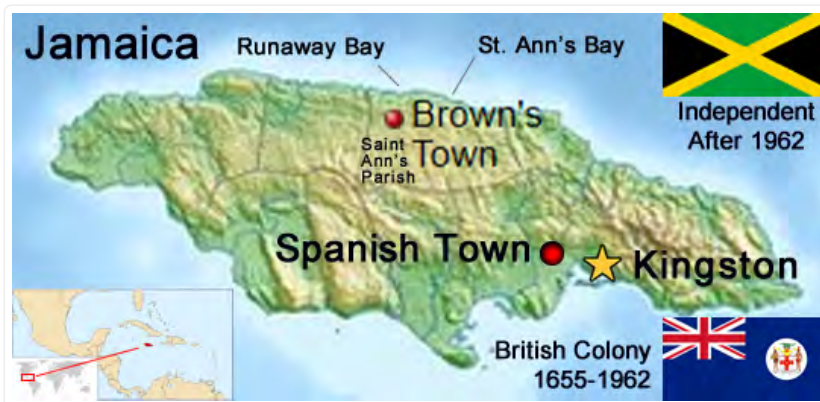 Jamaica
Runaway Bay
St. Ann's Bay
Independent
After 1962
Brown's
Town
Saint
Ann's
Parish
Spanish Town
Kingston
British Colony
1655-1962